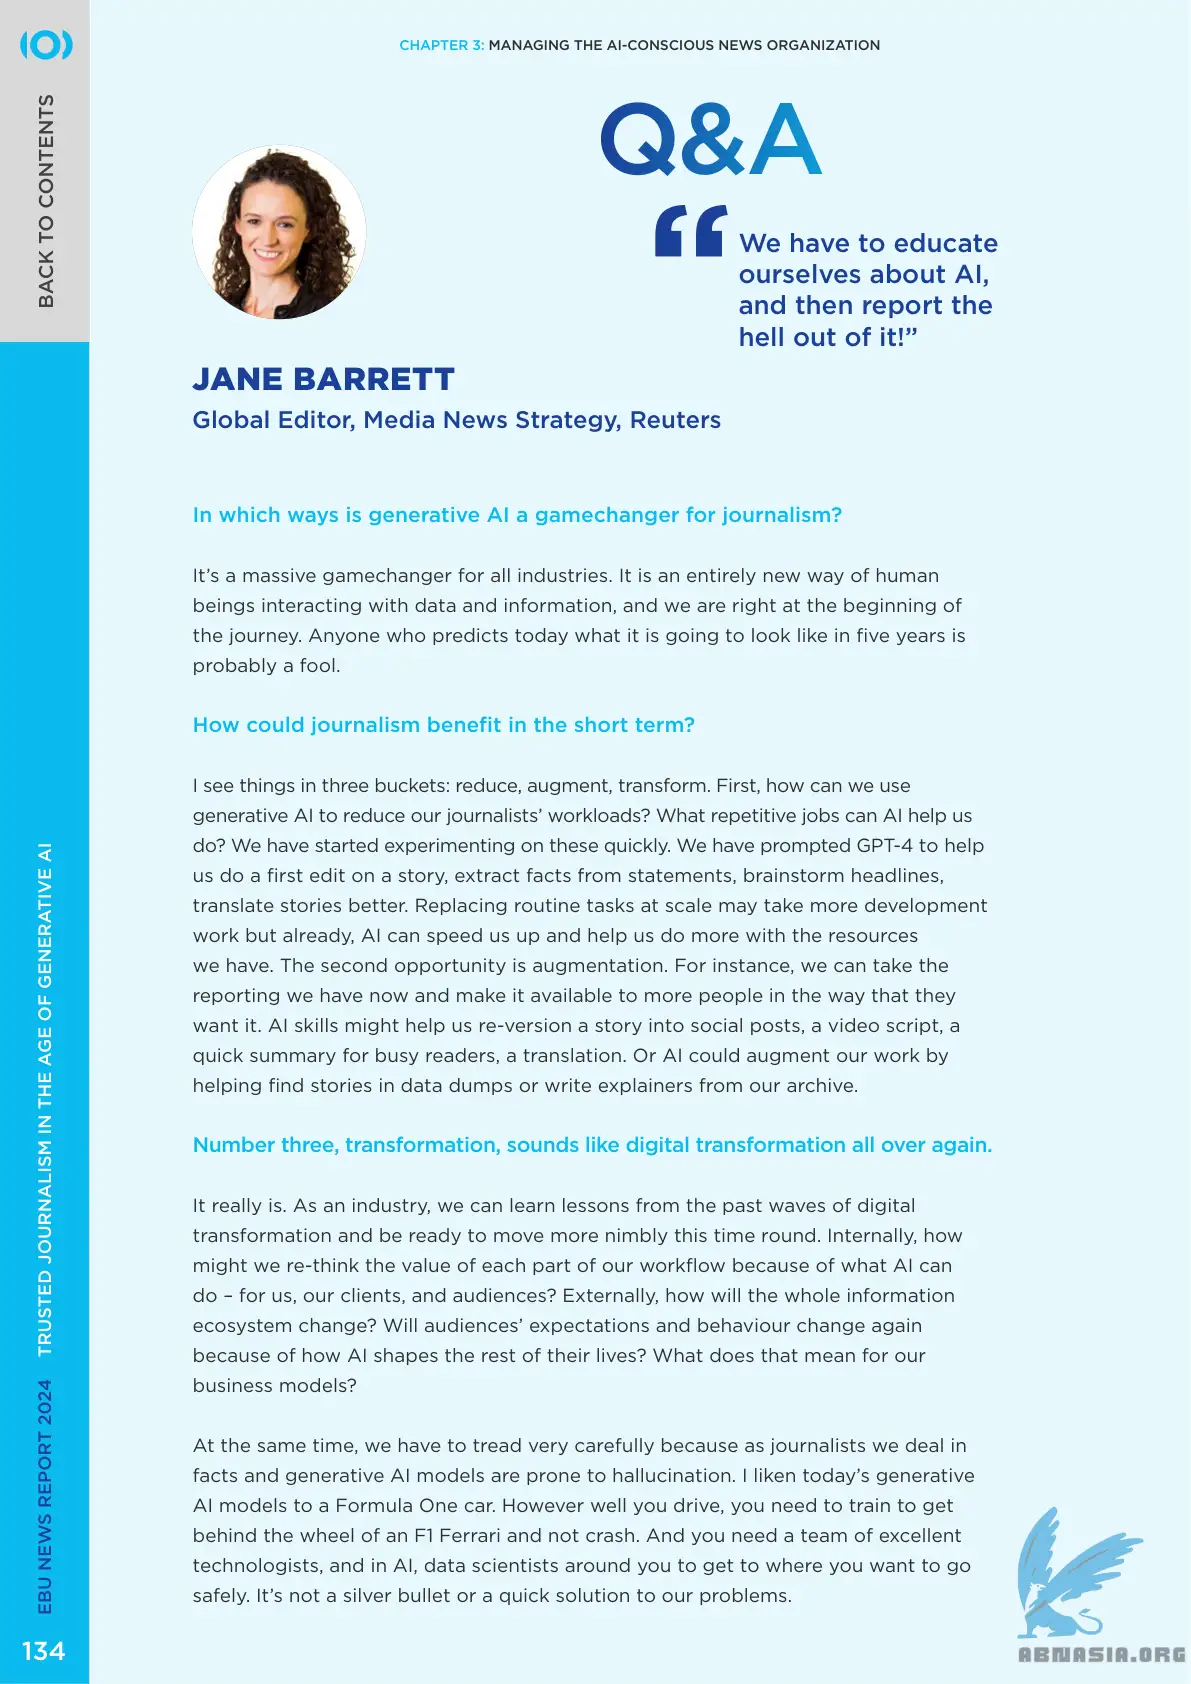 CHAPTER 3: MANAGING THE AI-CONSCIOUS NEWS ORGANIZATION
BACK TO CONTENTS
Q&A
“We have to educate
ourselves about AI,
and then report the
hell out of it!”
JANE BARRETT
Global Editor, Media News Strategy, Reuters
In which ways is generative AI a gamechanger for journalism?
It’s a massive gamechanger for all industries. It is an entirely new way of human
beings interacting with data and information, and we are right at the beginning of
the journey. Anyone who predicts today what it is going to look like in five years is
probably a fool.
How could journalism benefit in the short term?
I see things in three buckets: reduce, augment, transform. First, how can we use
generative AI to reduce our journalists’ workloads? What repetitive jobs can AI help us
do? We have started experimenting on these quickly. We have prompted GPT-4 to help
us do a first edit on a story, extract facts from statements, brainstorm headlines,
translate stories better. Replacing routine tasks at scale may take more development
work but already, AI can speed us up and help us do more with the resources
we have. The second opportunity is augmentation. For instance, we can take the
reporting we have now and make it available to more people in the way that they
want it. AI skills might help us re-version a story into social posts, a video script, a
quick summary for busy readers, a translation. Or AI could augment our work by
helping find stories in data dumps or write explainers from our archive.
Number three, transformation, sounds like digital transformation all over again.
It really is. As an industry, we can learn lessons from the past waves of digital
transformation and be ready to move more nimbly this time round. Internally, how
might we re-think the value of each part of our workflow because of what AI can
do – for us, our clients, and audiences? Externally, how will the whole information
ecosystem change? Will audiences’ expectations and behaviour change again
because of how AI shapes the rest of their lives? What does that mean for our
business models?
At the same time, we have to tread very carefully because as journalists we deal in
facts and generative AI models are prone to hallucination. I liken today’s generative
AI models to a Formula One car. However well you drive, you need to train to get
behind the wheel of an F1 Ferrari and not crash. And you need a team of excellent
technologists, and in AI, data scientists around you to get to where you want to go
safely. It’s not a silver bullet or a quick solution to our problems.
EBU NEWS REPORT 2024 TRUSTED JOURNALISM IN THE AGE OF GENERATIVE AI
134
ABNASIA.ORG